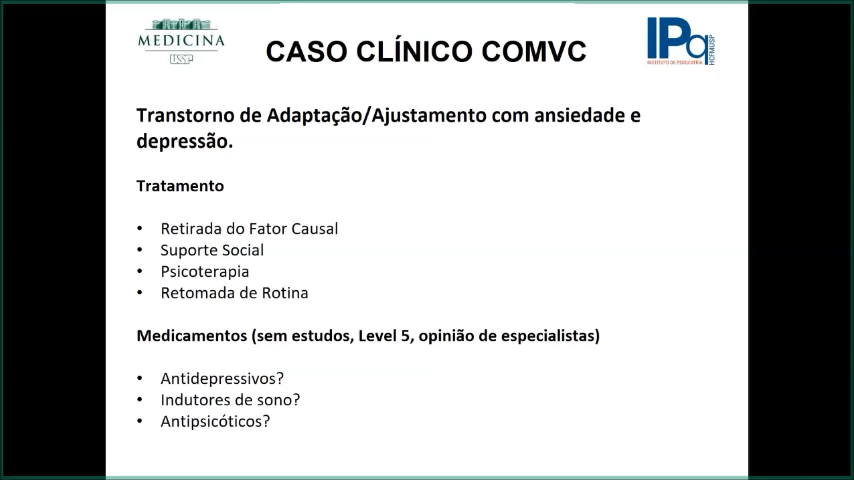 MEDICINA
USP
CASO CLÍNICO COMVC
IPq
INSTITUTO DE PSIQUIATRIA
HCFMUSP
Transtorno de Adaptação/Ajustamento com ansiedade e
depressão.
Tratamento
• Retirada do Fator Causal
• Suporte Social
• Psicoterapia
• Retomada de Rotina
Medicamentos (sem estudos, Level 5, opinião de especialistas)
• Antidepressivos?
• Indutores de sono?
• Antipsicóticos?